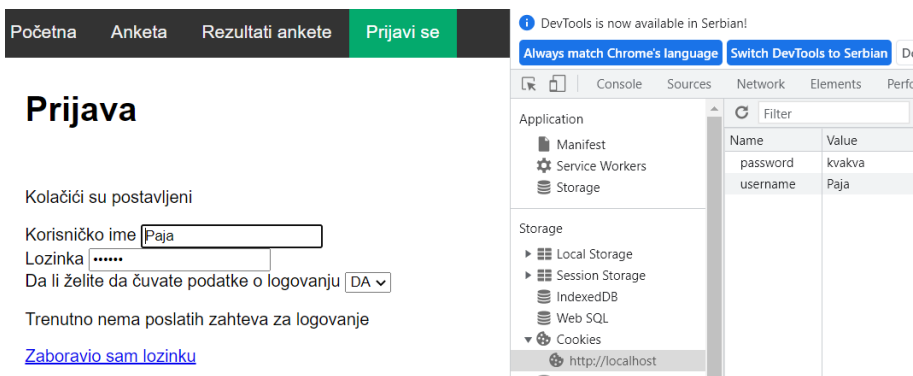 Početna Anketa Rezultati ankete Prijavi se
Prijava
Kolačići su postavljeni
Korisničko ime Paja
Lozinka ••••••
Da li želite da čuvate podatke o logovanju DA
Trenutno nema poslatih zahteva za logovanje
Zaboravio sam lozinku
DevTools is now available in Serbian!
Always match Chrome's language Switch DevTools to Serbian
Console Sources Network Elements
Application
Manifest
Service Workers
Storage
Storage
Local Storage
Session Storage
IndexedDB
Web SQL
Cookies
http://localhost
Filter
Name Value
password kvakva
username Paja